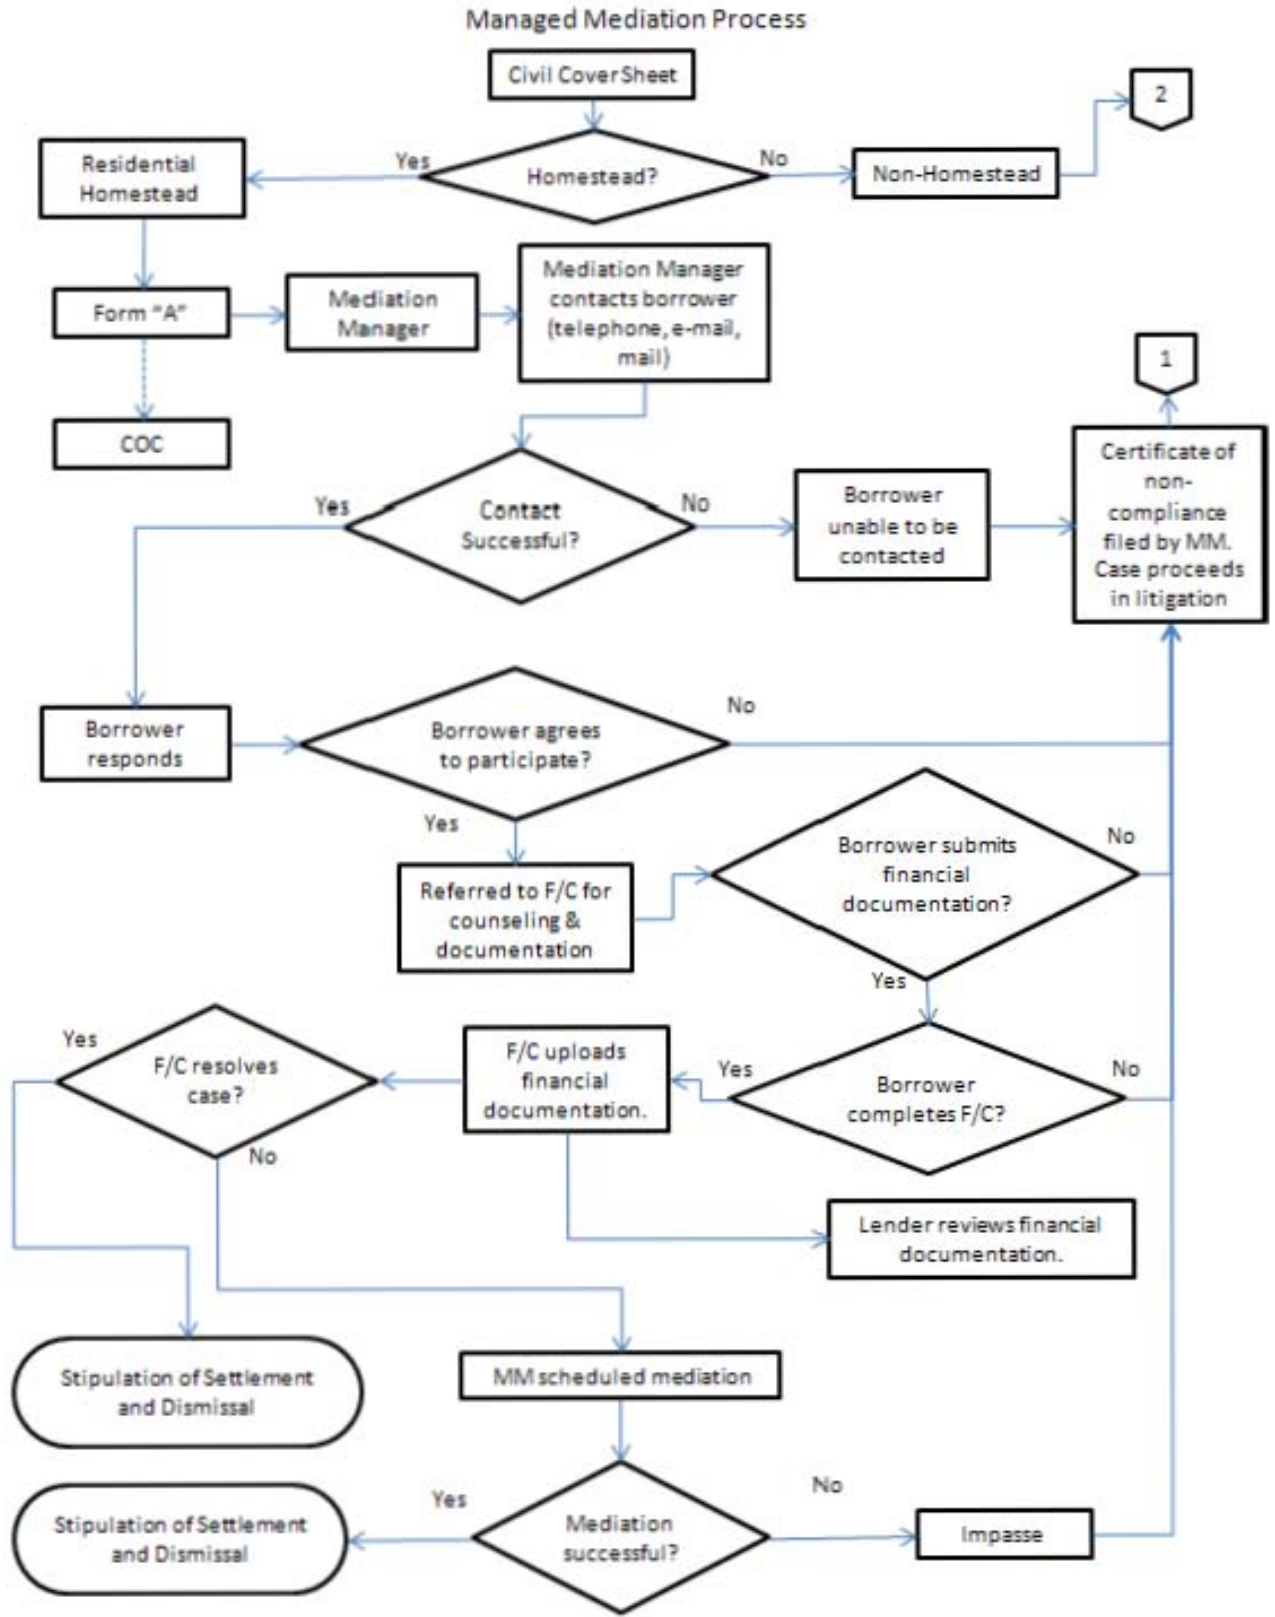 Managed Mediation Process
Civil Cover Sheet
2
Residential
Homestead
Yes
Homestead?
No
Non-Homestead
Form "A"
Mediation
Manager
Mediation Manager
contacts borrower
(telephone, e-mail,
mail)
1
COC
Yes
Contact
Successful?
No
Borrower
unable to be
contacted
Certificate of
non-
compliance
filed by MM.
Case proceeds
in litigation
Borrower
responds
Borrower agrees
to participate?
No
Yes
Referred to F/C for
counseling &
documentation
Borrower submits
financial
documentation?
No
Yes
Yes
F/C resolves
case?
No
F/C uploads
financial
documentation.
Yes
Borrower
completes F/C?
No
Lender reviews financial
documentation.
Stipulation of Settlement
and Dismissal
MM scheduled mediation
Stipulation of Settlement
and Dismissal
Yes
Mediation
successful?
No
Impasse